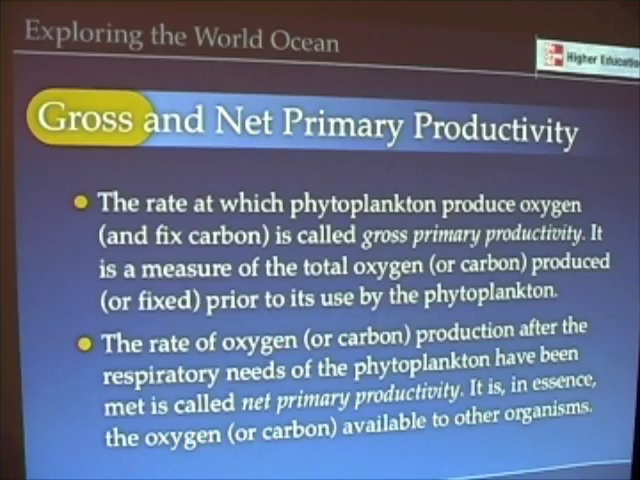 Exploring the World Ocean
Higher Education
Gross and Net Primary Productivity
The rate at which phytoplankton produce oxygen
(and fix carbon) is called gross primary productivity. It
is a measure of the total oxygen (or carbon) produced
(or fixed) prior to its use by the phytoplankton.
The rate of oxygen (or carbon) production after the
respiratory needs of the phytoplankton have been
met is called net primary productivity. It is, in essence,
the oxygen (or carbon) available to other organisms.